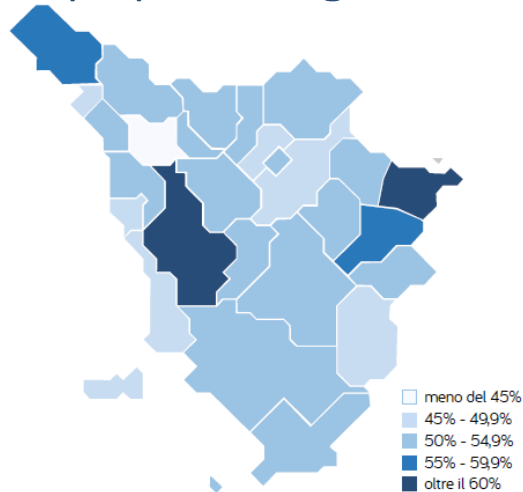 meno del 45%
45% - 49,9%
50% - 54,9%
55% - 59,9%
oltre il 60%